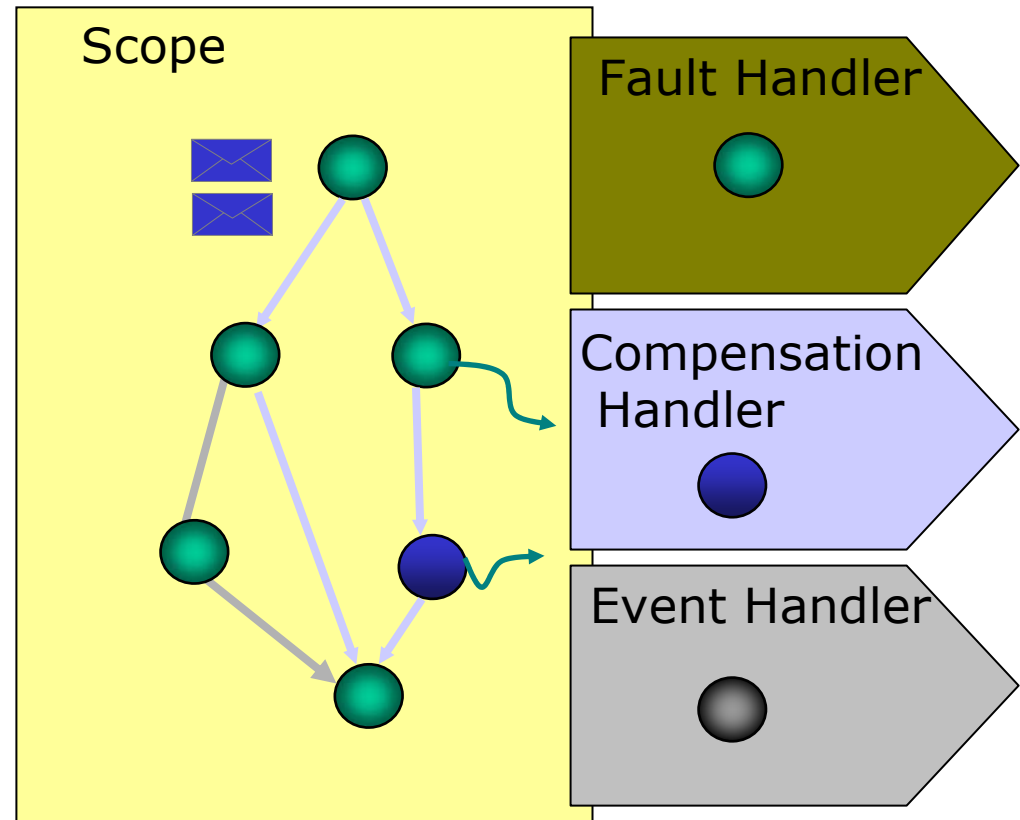 Scope
Fault Handler
Compensation
Handler
Event Handler